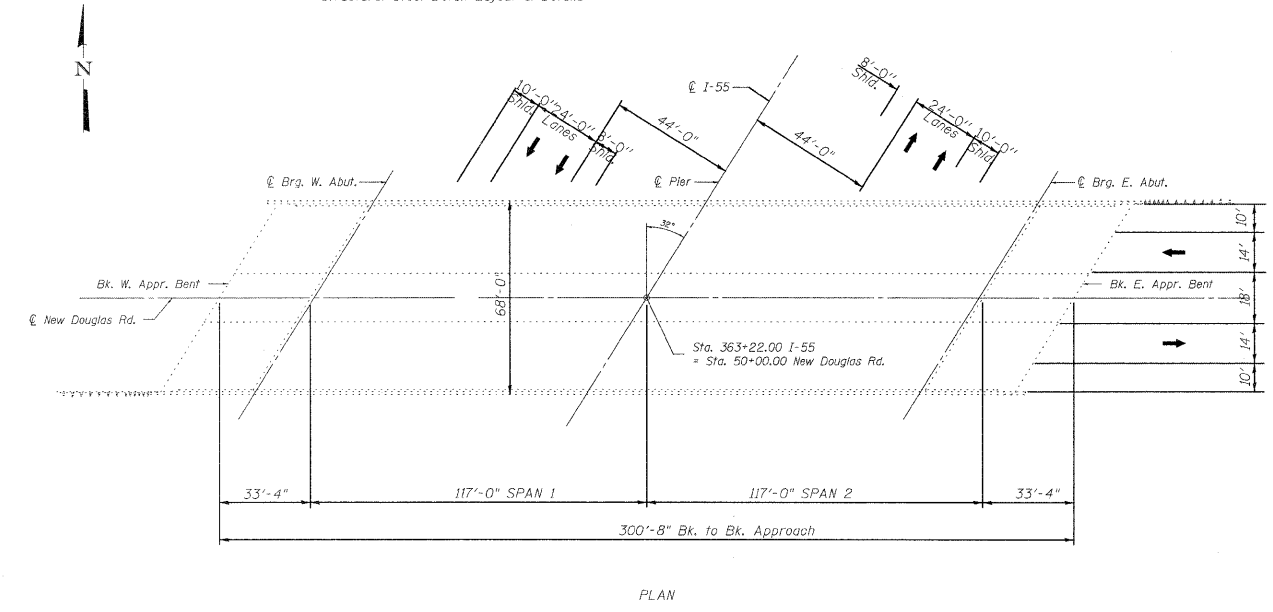 N
10'-0"
Shld.
24'-0"
Lanes
8'-0"
Shld.
44'-0"
℄ I-55
44'-0"
8'-0"
Shld.
24'-0"
Lanes
10'-0"
Shld.
℄ Brg. W. Abut.
℄ Pier
℄ Brg. E. Abut.
32°
10'
14'
18'
14'
10'
Bk. W. Appr. Bent
Bk. E. Appr. Bent
68'-0"
℄ New Douglas Rd.
Sta. 363+22.00 I-55
= Sta. 50+00.00 New Douglas Rd.
33'-4"
117'-0" SPAN 1
117'-0" SPAN 2
33'-4"
300'-8" Bk. to Bk. Approach
PLAN